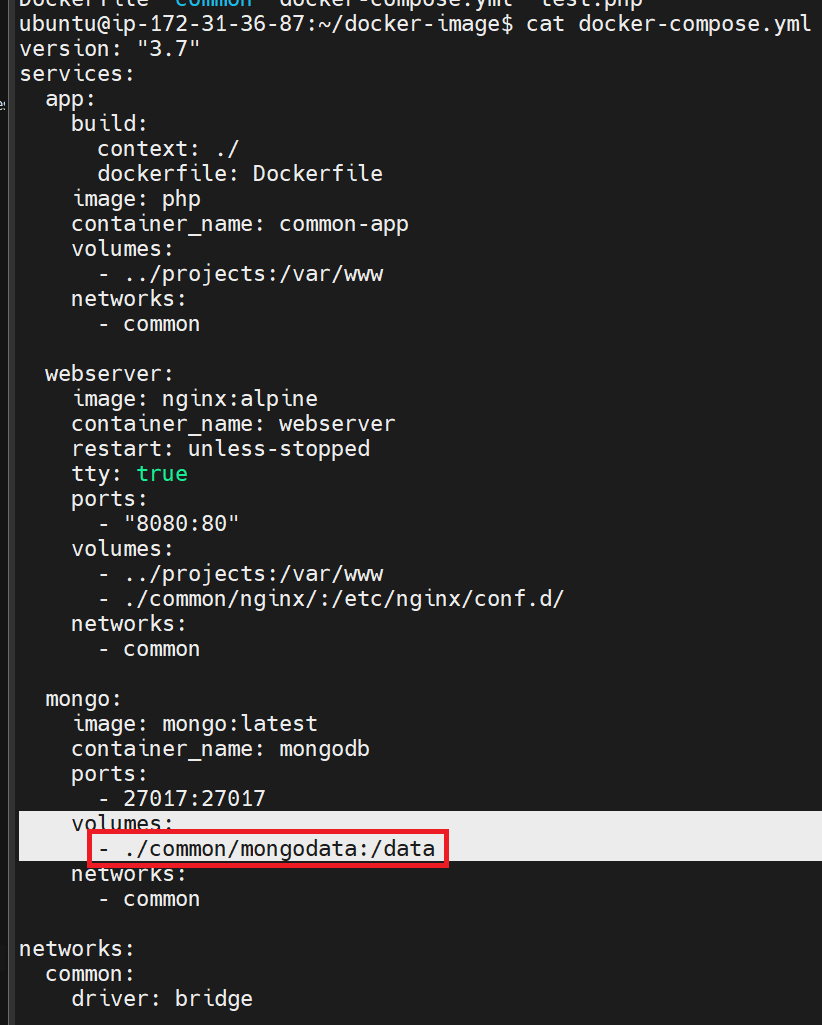 Dockerfile  common  docker-compose.yml  test.php
ubuntu@ip-172-31-36-87:~/docker-image$ cat docker-compose.yml
version: "3.7"
services:
  app:
    build:
      context: ./
      dockerfile: Dockerfile
    image: php
    container_name: common-app
    volumes:
      - ../projects:/var/www
    networks:
      - common

  webserver:
    image: nginx:alpine
    container_name: webserver
    restart: unless-stopped
    tty: true
    ports:
      - "8080:80"
    volumes:
      - ../projects:/var/www
      - ./common/nginx/:/etc/nginx/conf.d/
    networks:
      - common

  mongo:
    image: mongo:latest
    container_name: mongodb
    ports:
      - 27017:27017
    volumes:
      - ./common/mongodata:/data
    networks:
      - common

networks:
  common:
    driver: bridge